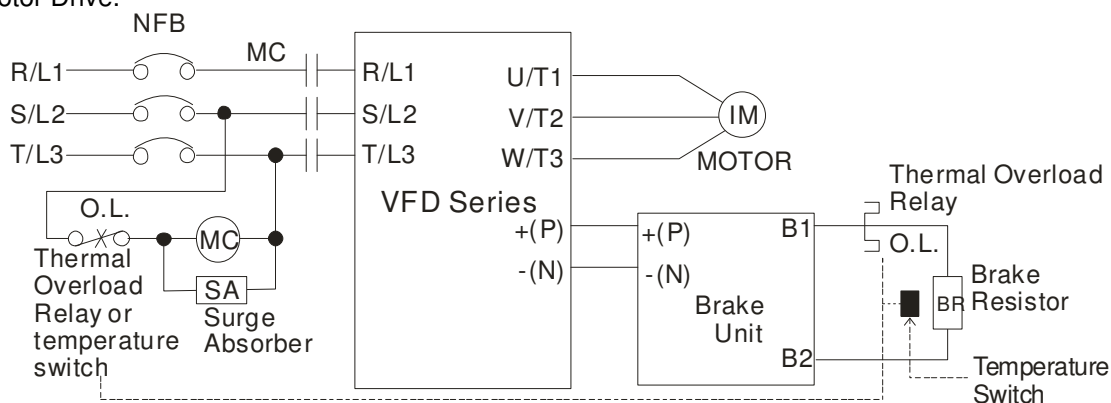 otor Drive.
NFB
MC
R/L1
S/L2
T/L3
R/L1
S/L2
T/L3
VFD Series
U/T1
V/T2
W/T3
+(P)
-(N)
IM
MOTOR
O.L.
MC
SA
Surge
Absorber
Thermal
Overload
Relay or
temperature
switch
+(P)
-(N)
Brake
Unit
B1
B2
Thermal Overload
Relay
O.L.
BR
Brake
Resistor
Temperature
Switch